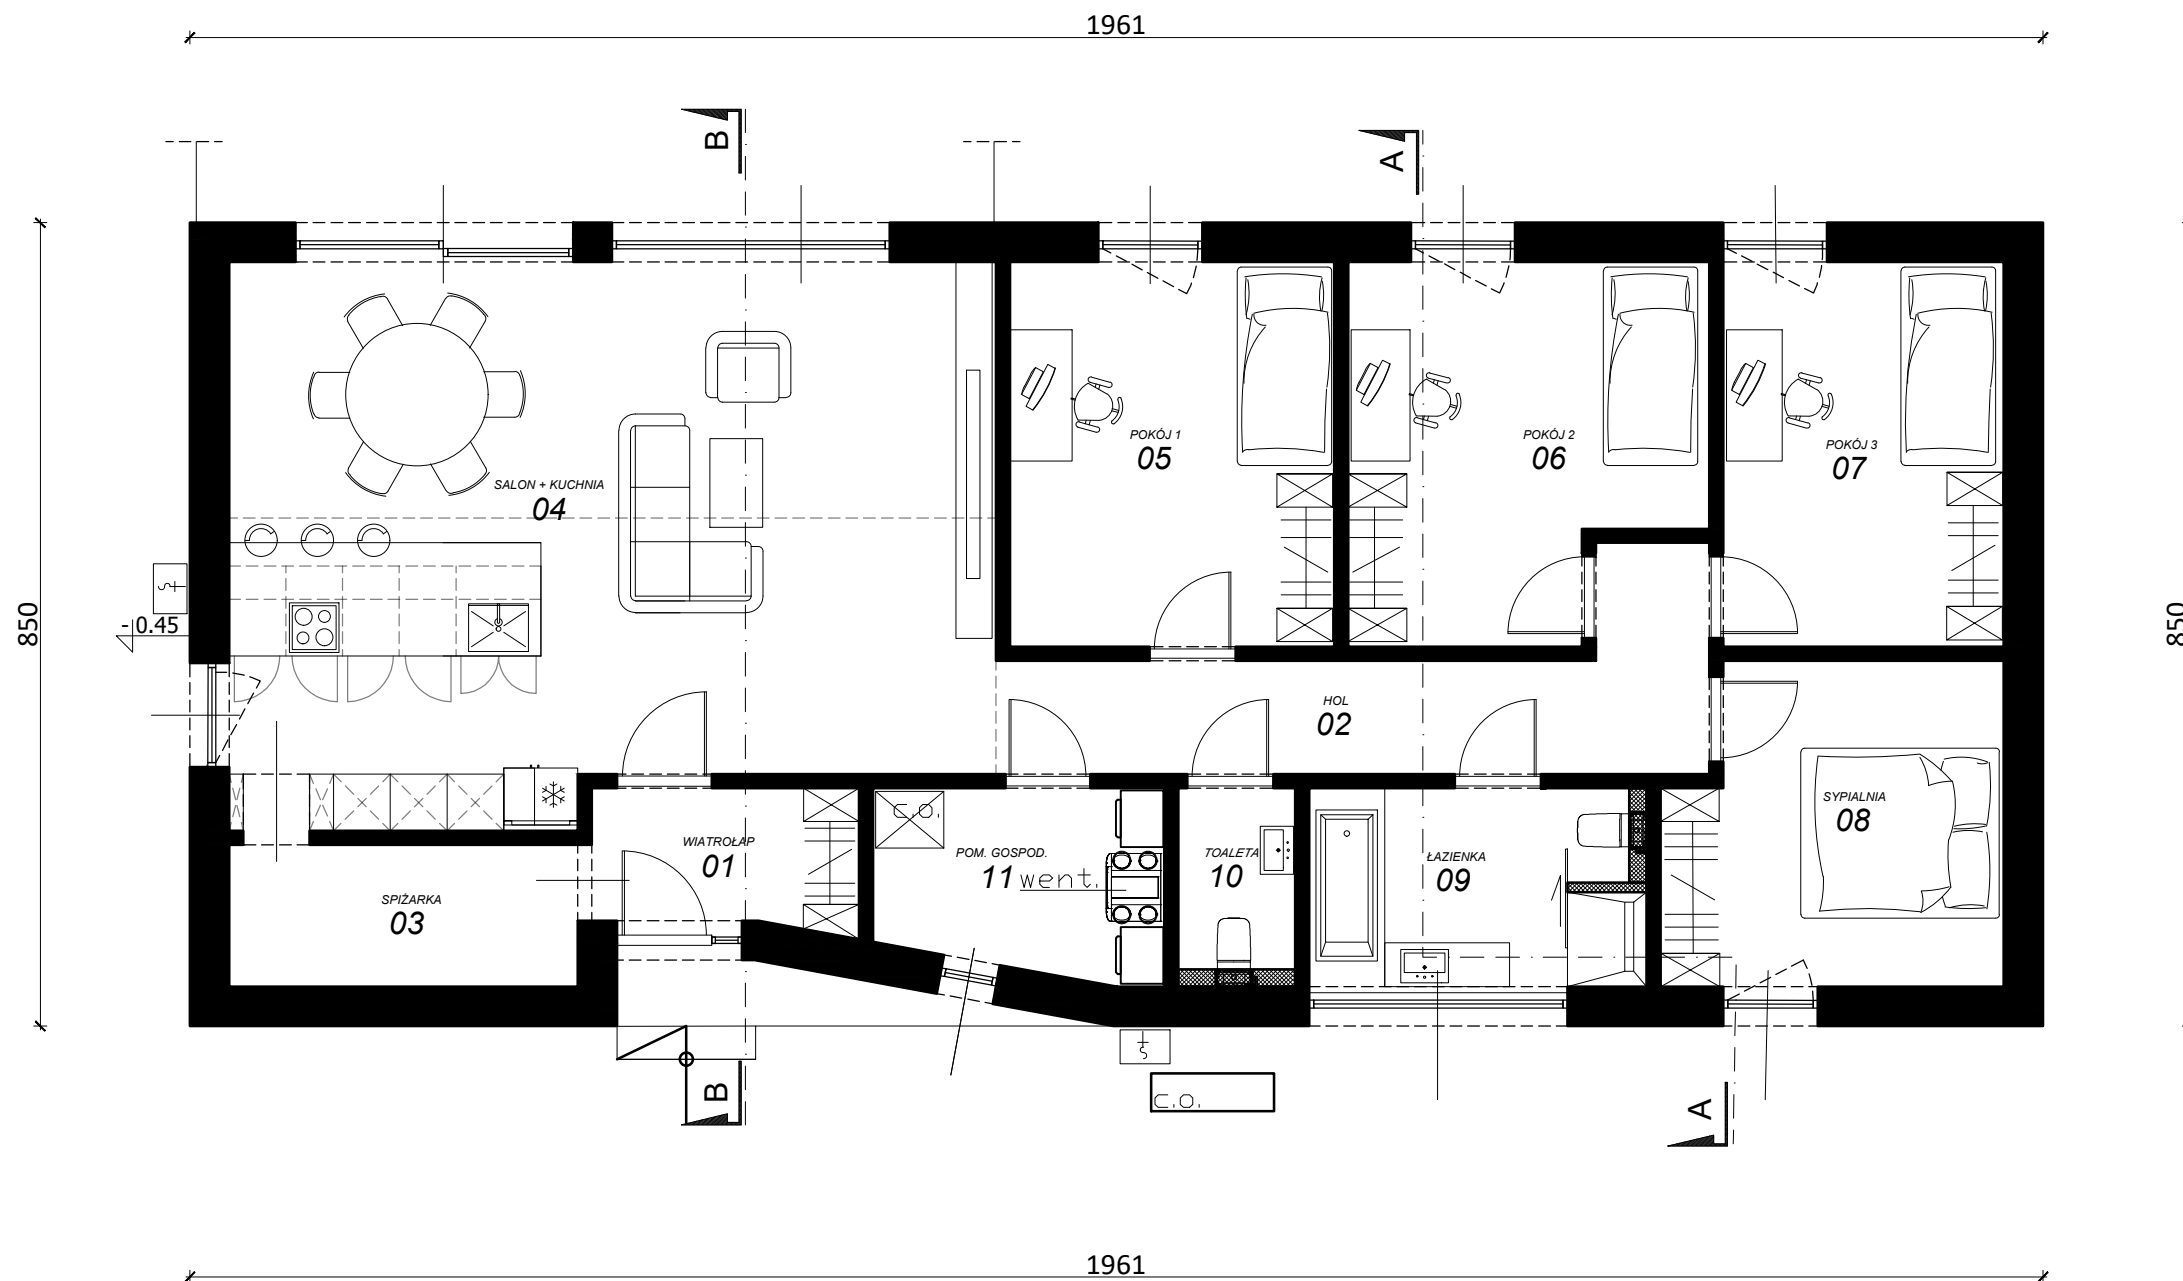 1961
B
A
POKÓJ 1
05
POKÓJ 2
06
POKÓJ 3
07
SALON + KUCHNIA
04
850
850
- 0.45
HOL
02
SYPIALNIA
08
c.o.
WIATROŁAP
01
POM. GOSPOD.
11 went.
TOALETA
10
ŁAZIENKA
09
SPIŻARKA
03
B
c.o.
A
1961